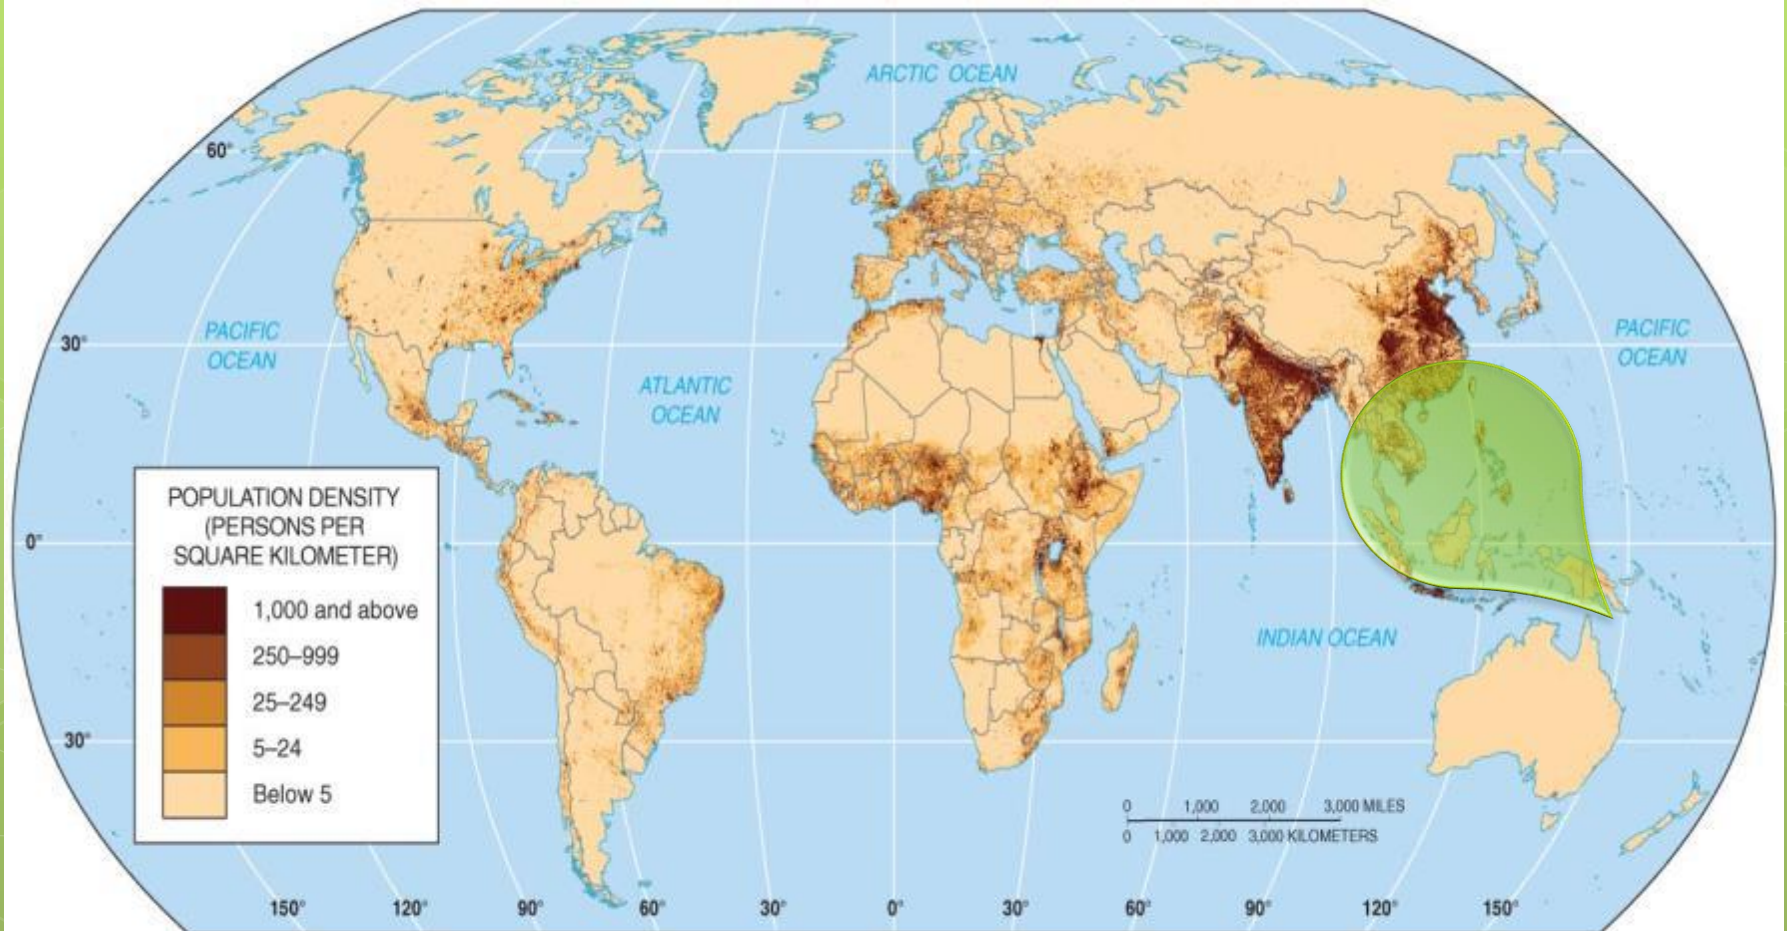 ARCTIC OCEAN
60°
30°
PACIFIC
OCEAN
ATLANTIC
OCEAN
PACIFIC
OCEAN
0°
INDIAN OCEAN
30°
POPULATION DENSITY
(PERSONS PER
SQUARE KILOMETER)
1,000 and above
250–999
25–249
5–24
Below 5
0 1,000 2,000 3,000 MILES
0 1,000 2,000 3,000 KILOMETERS
150° 120° 90° 60° 30° 0° 30° 60° 90° 120° 150°